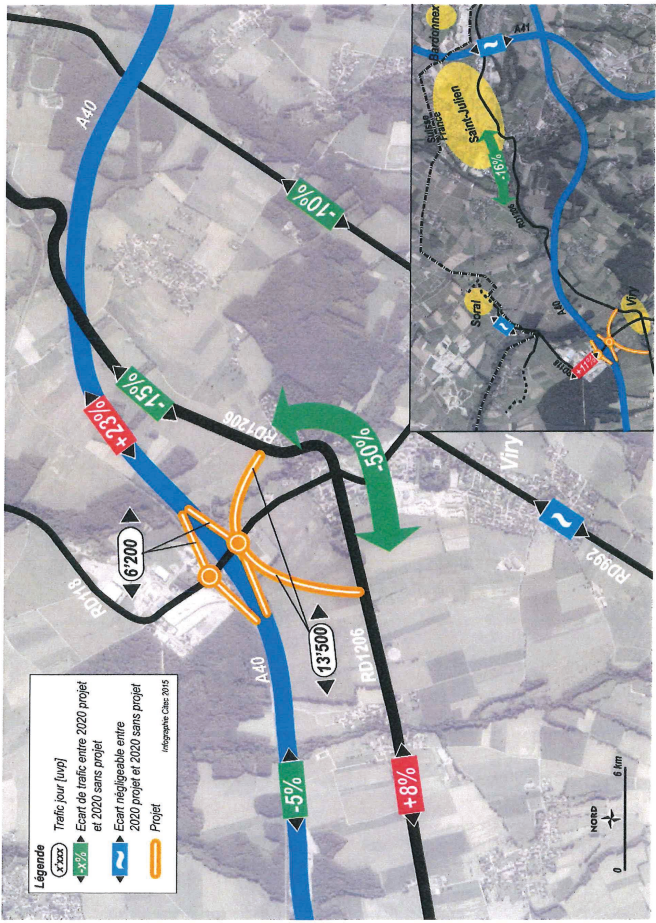 Légende
x'xxx Trafic jour [uvp]
-x% Ecart de trafic entre 2020 projet
et 2020 sans projet
~ Ecart négligeable entre
2020 projet et 2020 sans projet
Projet
Infographie Citec 2015
A40
RD118
6'200
+23%
-15%
-10%
RD1206
-50%
Viry
A40
13'500
RD1206
-5%
+8%
~
RD992
NORD
0 6 km
Bardonnex
~
A41
Suisse
France
Saint-Julien
-16%
RD1206
Soral
~
A40
Viry
+11%